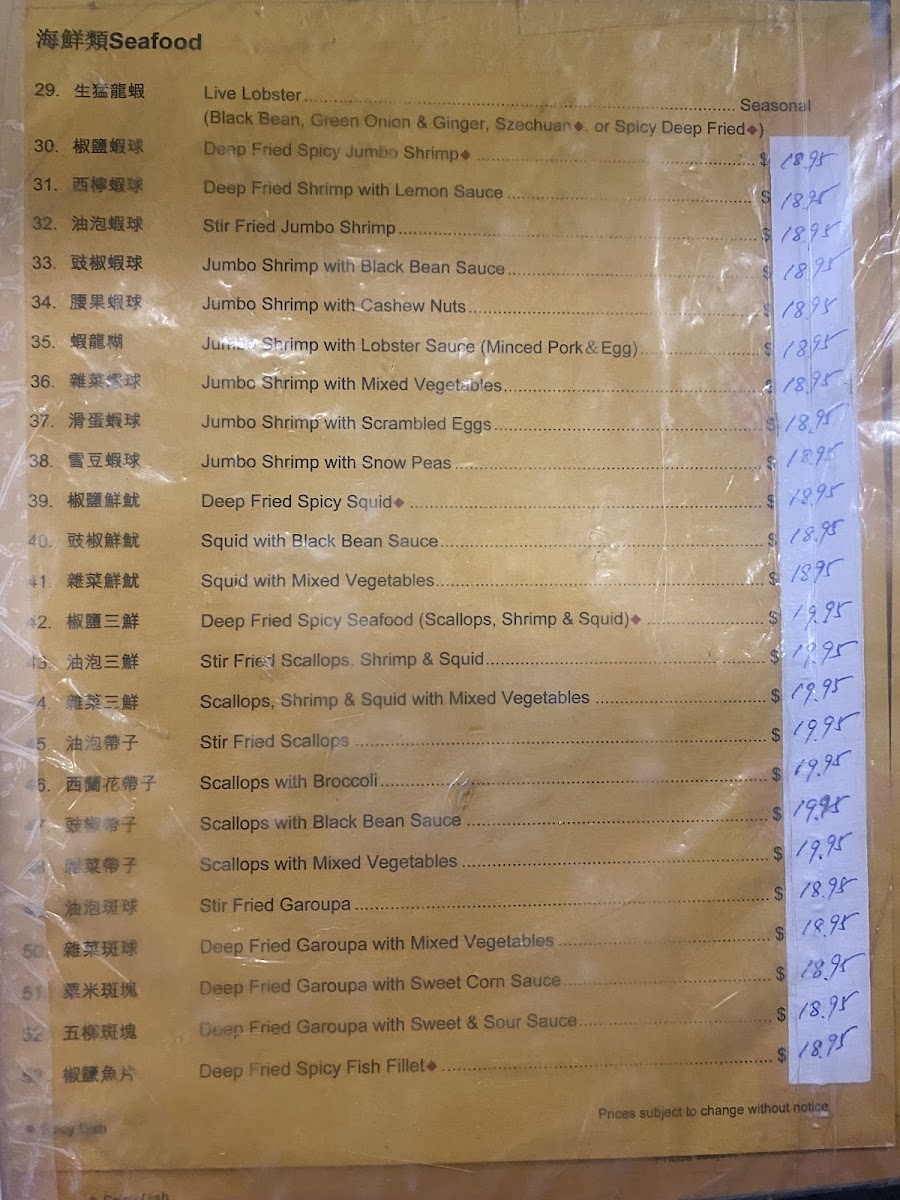 海鮮類Seafood
29. 生猛龍蝦 Live Lobster Seasonal
(Black Bean, Green Onion & Ginger, Szechuan◆, or Spicy Deep Fried◆)
30. 椒鹽蝦球 Deep Fried Spicy Jumbo Shrimp◆ $ 18.95
31. 西檸蝦球 Deep Fried Shrimp with Lemon Sauce $ 18.95
32. 油泡蝦球 Stir Fried Jumbo Shrimp $ 18.95
33. 豉椒蝦球 Jumbo Shrimp with Black Bean Sauce $ 18.95
34. 腰果蝦球 Jumbo Shrimp with Cashew Nuts $ 18.95
35. 蝦龍糊 Jumbo Shrimp with Lobster Sauce (Minced Pork&Egg) $ 18.95
36. 雜菜蝦球 Jumbo Shrimp with Mixed Vegetables $ 18.95
37. 滑蛋蝦球 Jumbo Shrimp with Scrambled Eggs $ 18.95
38. 雪豆蝦球 Jumbo Shrimp with Snow Peas $ 18.95
39. 椒鹽鮮魷 Deep Fried Spicy Squid◆ $ 18.95
40. 豉椒鮮魷 Squid with Black Bean Sauce $ 18.95
41. 雜菜鮮魷 Squid with Mixed Vegetables $ 18.95
42. 椒鹽三鮮 Deep Fried Spicy Seafood (Scallops, Shrimp & Squid)◆ $ 19.95
43. 油泡三鮮 Stir Fried Scallops, Shrimp & Squid $ 19.95
44. 雜菜三鮮 Scallops, Shrimp & Squid with Mixed Vegetables $ 19.95
45. 油泡帶子 Stir Fried Scallops $ 19.95
46. 西蘭花帶子 Scallops with Broccoli $ 19.95
47. 豉椒帶子 Scallops with Black Bean Sauce $ 19.95
48. 雜菜帶子 Scallops with Mixed Vegetables $ 19.95
49. 油泡斑球 Stir Fried Garoupa $ 18.95
50. 雜菜斑球 Deep Fried Garoupa with Mixed Vegetables $ 18.95
51. 粟米斑塊 Deep Fried Garoupa with Sweet Corn Sauce $ 18.95
52. 五柳斑塊 Deep Fried Garoupa with Sweet & Sour Sauce $ 18.95
53. 椒鹽魚片 Deep Fried Spicy Fish Fillet◆ $ 18.95
Prices subject to change without notice
◆ Spicy Dish